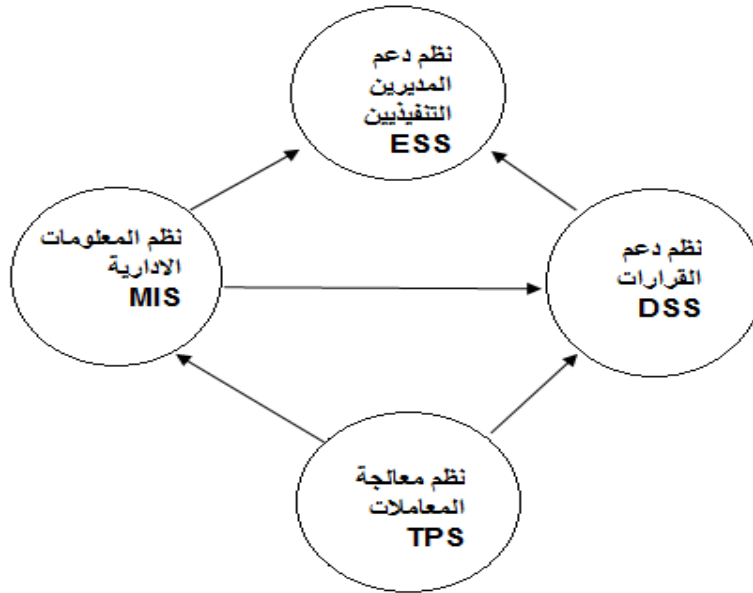 نظم دعم
المديرين
التنفيذيين
ESS
نظم المعلومات
الادارية
MIS
نظم دعم
القرارات
DSS
نظم معالجة
المعاملات
TPS